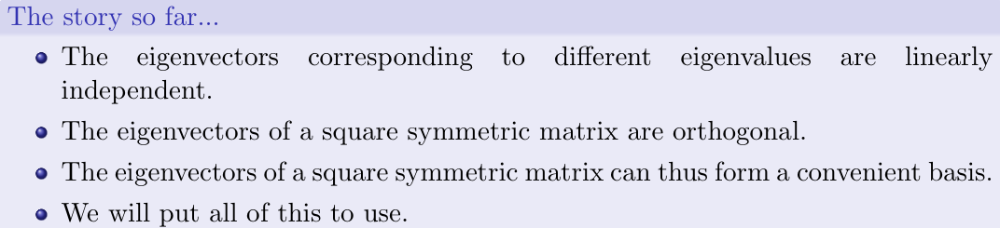 The story so far...
The eigenvectors corresponding to different eigenvalues are linearly
independent.
The eigenvectors of a square symmetric matrix are orthogonal.
The eigenvectors of a square symmetric matrix can thus form a convenient basis.
We will put all of this to use.